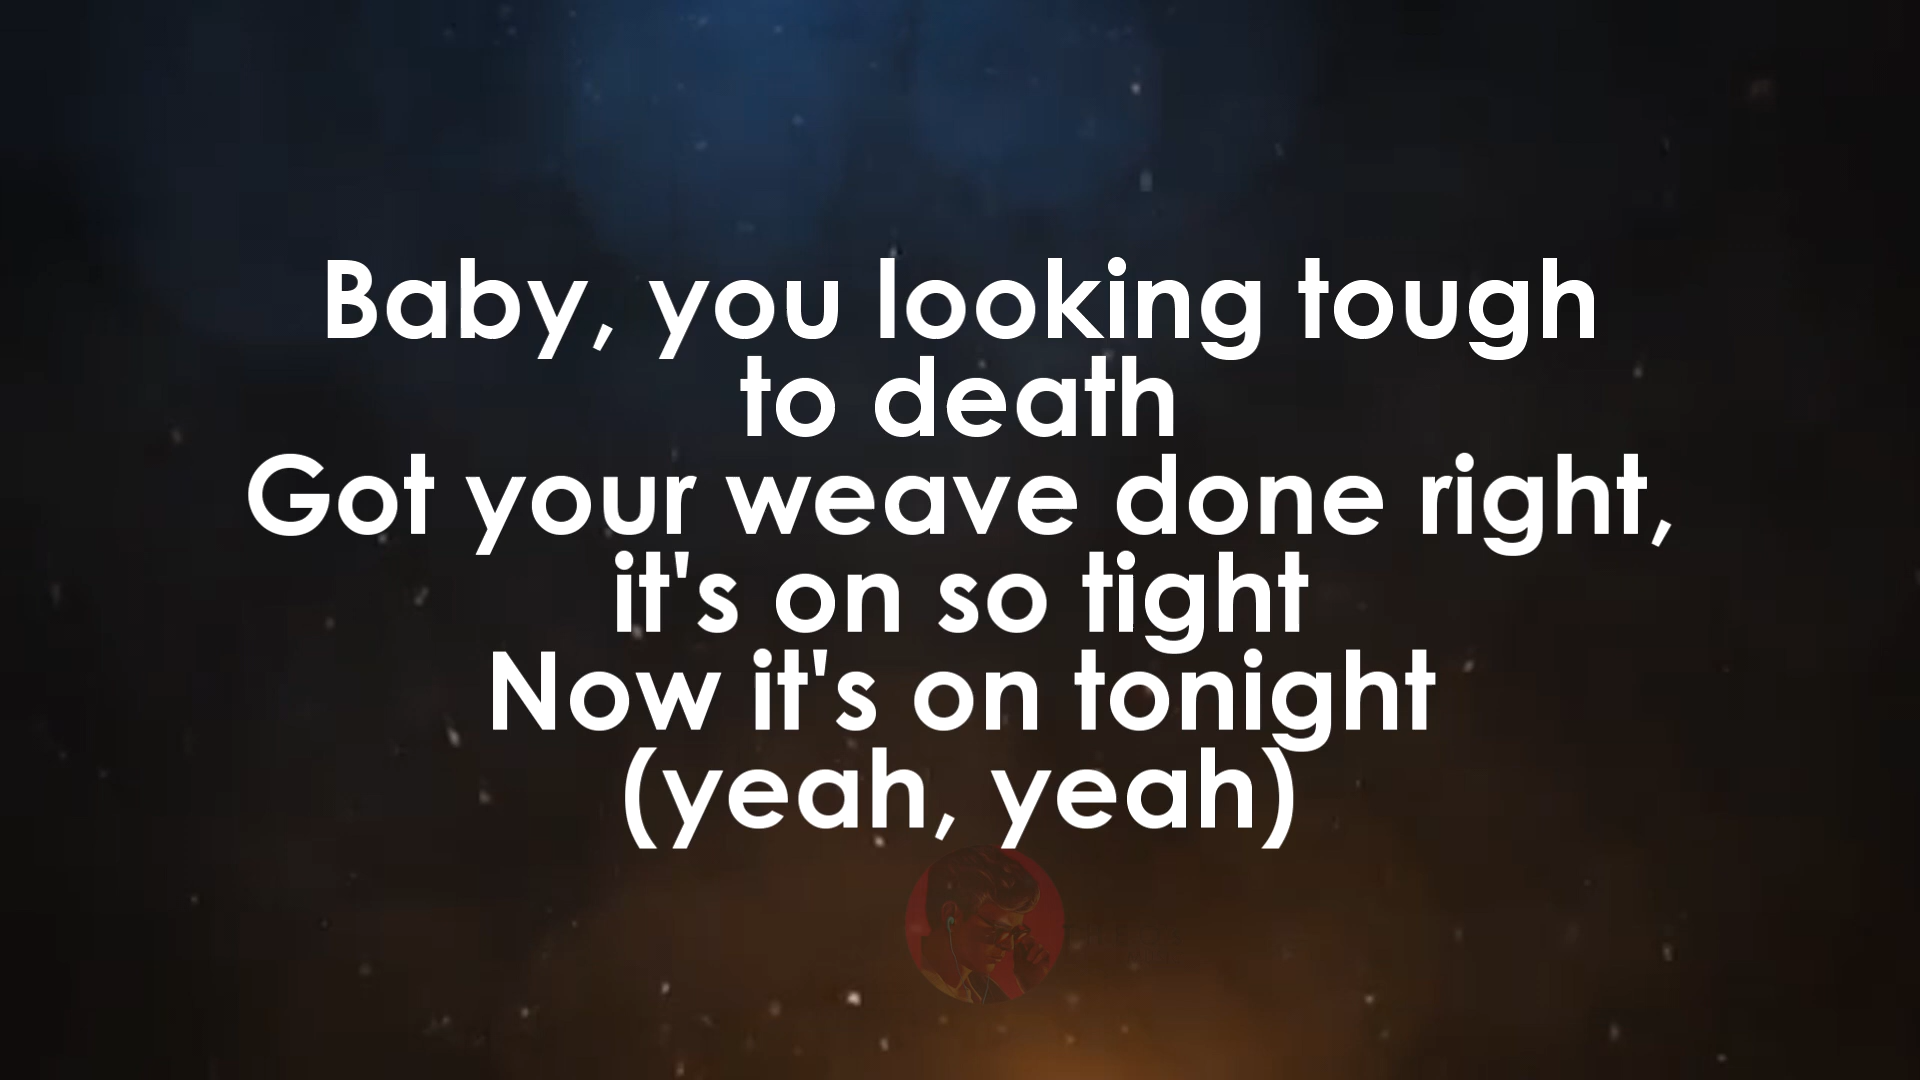 Baby, you looking tough
to death
Got your weave done right,
it's on so tight
Now it's on tonight
(yeah, yeah)